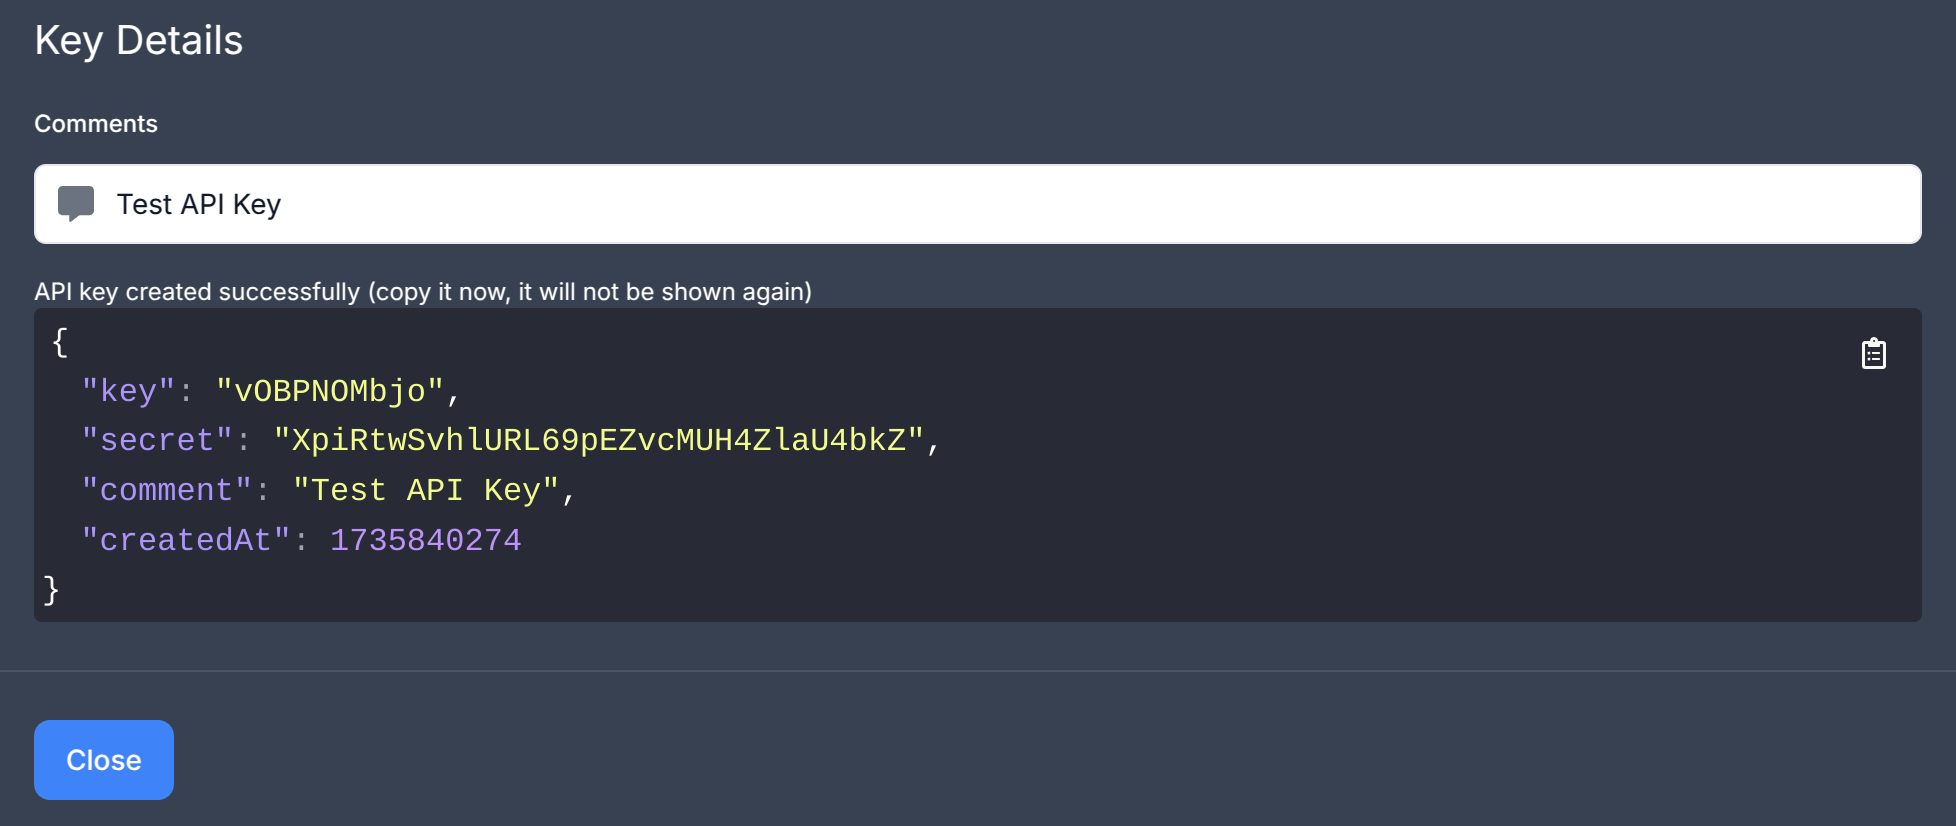 Key Details
Comments
Test API Key
API key created successfully (copy it now, it will not be shown again)
{
  "key": "vOBPNOMbjo",
  "secret": "XpiRtwSvhlURL69pEZvcMUH4ZlaU4bkZ",
  "comment": "Test API Key",
  "createdAt": 1735840274
}
Close